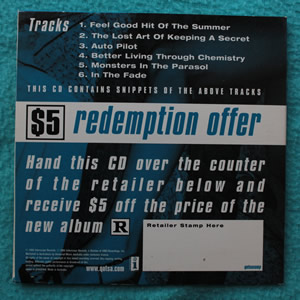 Tracks
1. Feel Good Hit Of The Summer
2. The Lost Art Of Keeping A Secret
3. Auto Pilot
4. Better Living Through Chemistry
5. Monsters In The Parasol
6. In The Fade
THIS CD CONTAINS SNIPPETS OF THE ABOVE TRACKS
$5 redemption offer
Hand this CD over the counter
of the retailer below and
receive $5 off the price of the
new album R
Retailer Stamp Here
www.qotsa.com